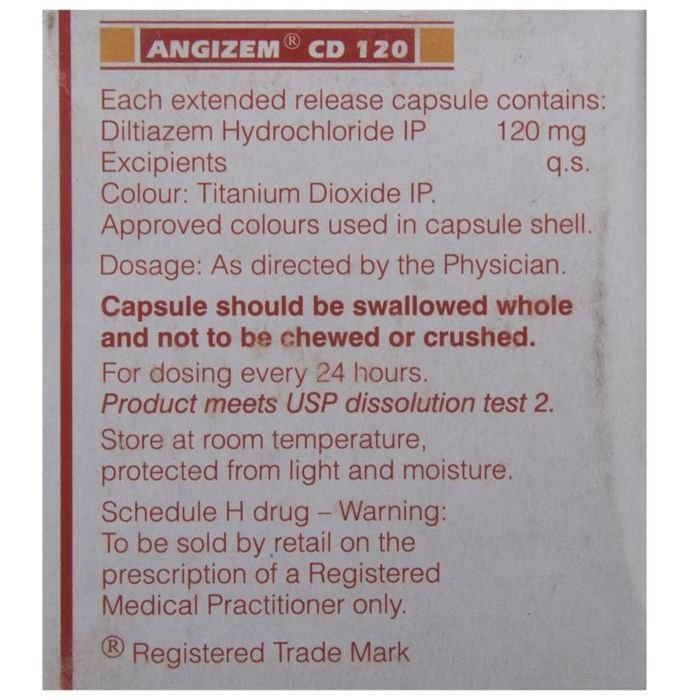 ANGIZEM® CD 120
Each extended release capsule contains:
Diltiazem Hydrochloride IP 120 mg
Excipients q.s.
Colour: Titanium Dioxide IP.
Approved colours used in capsule shell.
Dosage: As directed by the Physician.
Capsule should be swallowed whole
and not to be chewed or crushed.
For dosing every 24 hours.
Product meets USP dissolution test 2.
Store at room temperature,
protected from light and moisture.
Schedule H drug – Warning:
To be sold by retail on the
prescription of a Registered
Medical Practitioner only.
® Registered Trade Mark